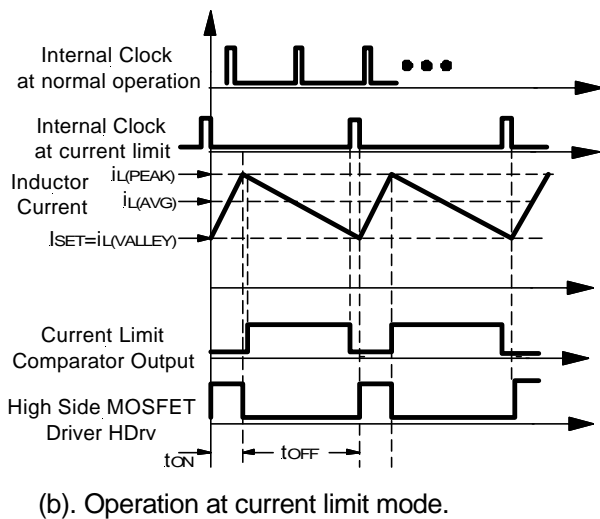 Internal Clock
at normal operation
Internal Clock
at current limit
iL(PEAK)
Inductor
Current
iL(AVG)
ISET=iL(VALLEY)
Current Limit
Comparator Output
High Side MOSFET
Driver HDrv
tON
tOFF
(b). Operation at current limit mode.